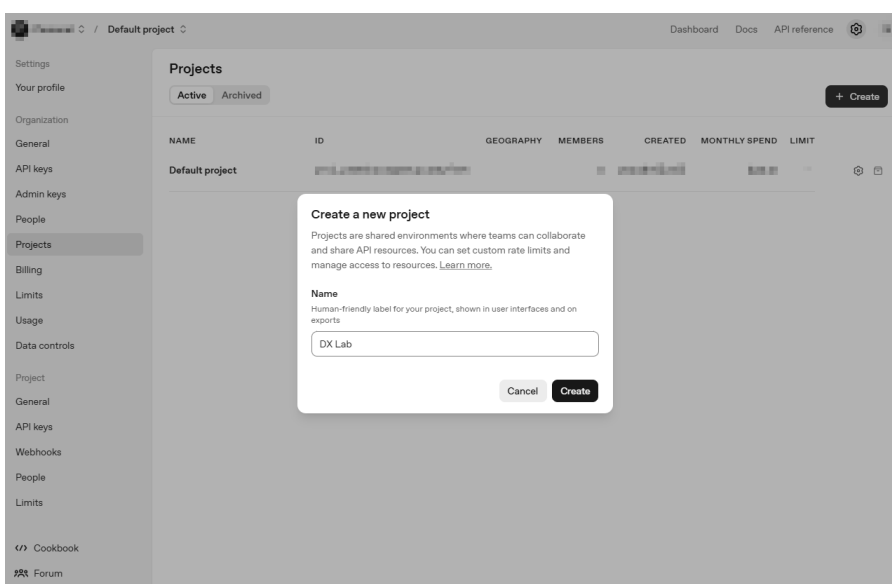 / Default project
Dashboard Docs API reference
Settings
Your profile
Organization
General
API keys
Admin keys
People
Projects
Billing
Limits
Usage
Data controls
Project
General
API keys
Webhooks
People
Limits
Cookbook
Forum
Projects
Active Archived
+ Create
NAME ID GEOGRAPHY MEMBERS CREATED MONTHLY SPEND LIMIT
Default project
Create a new project
Projects are shared environments where teams can collaborate
and share API resources. You can set custom rate limits and
manage access to resources. Learn more.
Name
Human-friendly label for your project, shown in user interfaces and on
exports
DX Lab
Cancel Create